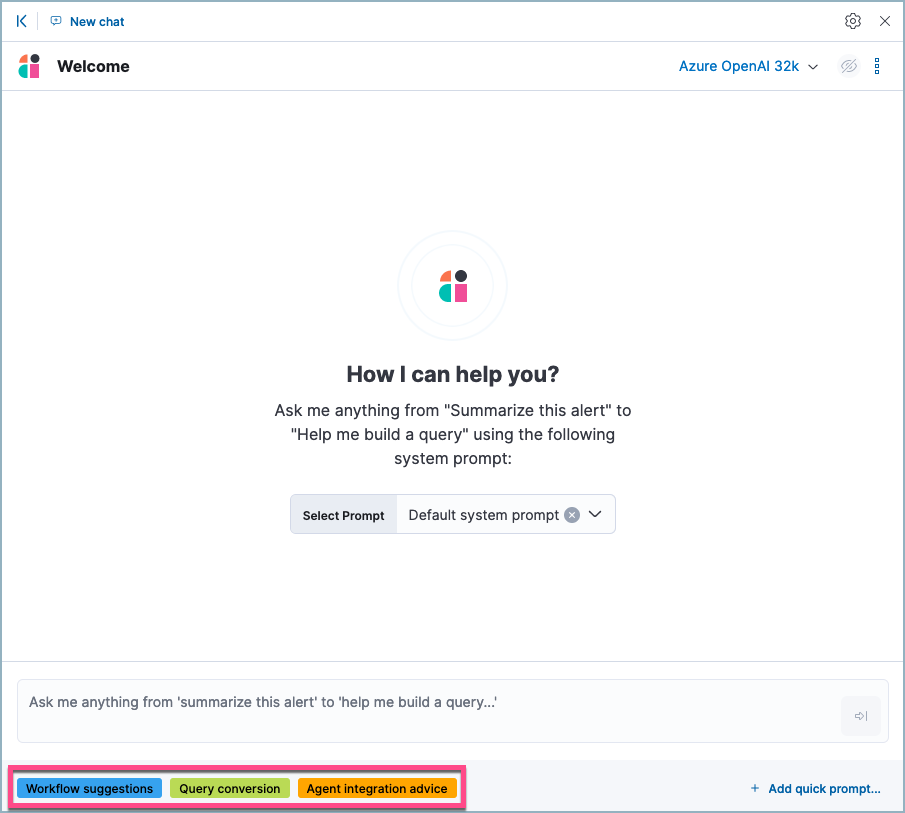 New chat
Welcome
Azure OpenAI 32k
How I can help you?
Ask me anything from "Summarize this alert" to
"Help me build a query" using the following
system prompt:
Select Prompt
Default system prompt
Ask me anything from 'summarize this alert' to 'help me build a query...'
Workflow suggestions
Query conversion
Agent integration advice
+ Add quick prompt...